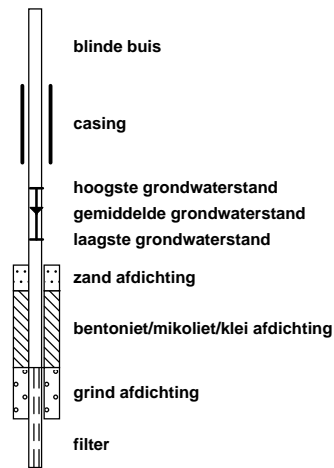 blinde buis
casing
hoogste grondwaterstand
gemiddelde grondwaterstand
laagste grondwaterstand
zand afdichting
bentoniet/mikoliet/klei afdichting
grind afdichting
filter